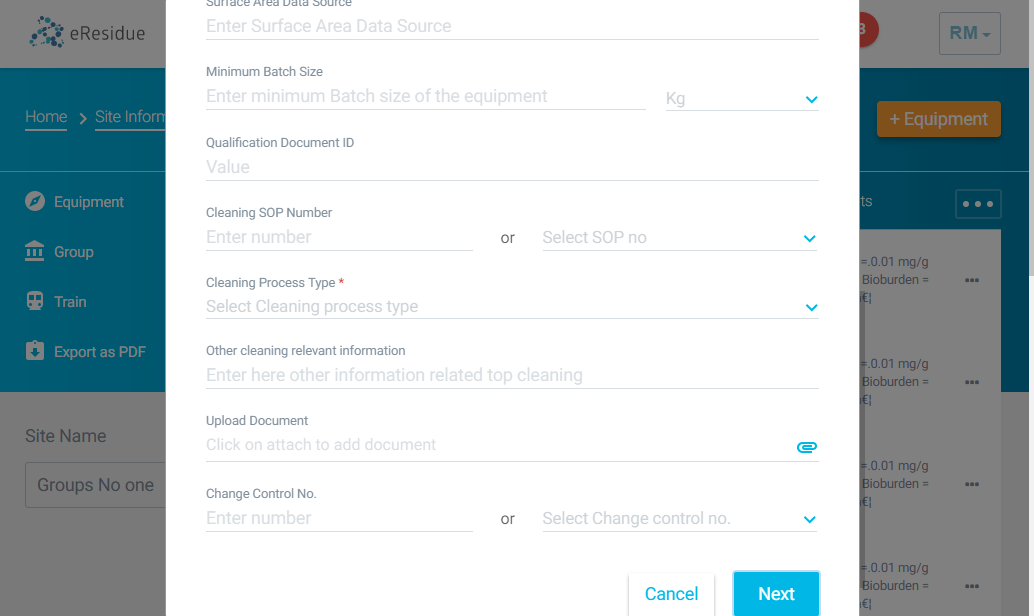 Surface Area Data Source
eResidue
Enter Surface Area Data Source
3
RM
Minimum Batch Size
Enter minimum Batch size of the equipment
Kg
Home > Site Inform
+ Equipment
Qualification Document ID
Value
Equipment
ts
Cleaning SOP Number
Enter number
or
Select SOP no
Group
=.0.01 mg/g
Bioburden =
€¦
Cleaning Process Type *
Select Cleaning process type
Train
Export as PDF
Other cleaning relevant information
Enter here other information related top cleaning
=.0.01 mg/g
Bioburden =
€¦
Upload Document
Click on attach to add document
Site Name
Groups No one
=.0.01 mg/g
Bioburden =
€¦
Change Control No.
Enter number
or
Select Change control no.
=.0.01 mg/g
Bioburden =
€¦
Cancel
Next